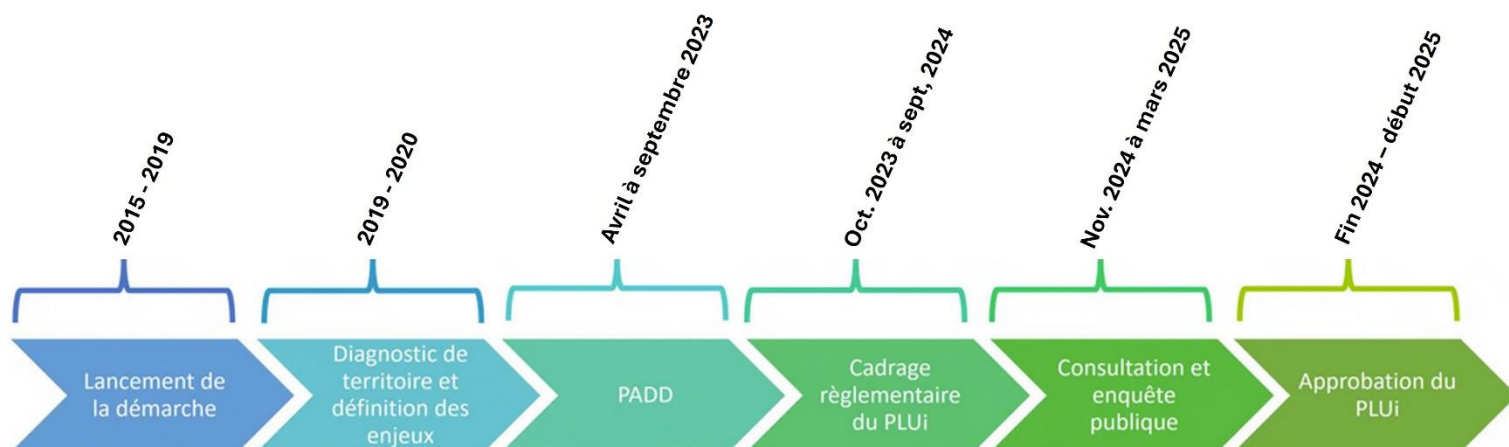 2015 - 2019
2019 - 2020
Avril à septembre 2023
Oct. 2023 à sept, 2024
Nov. 2024 à mars 2025
Fin 2024 – début 2025
Lancement de
la démarche
Diagnostic de
territoire et
définition des
enjeux
PADD
Cadrage
règlementaire
du PLUi
Consultation et
enquête
publique
Approbation du
PLUi